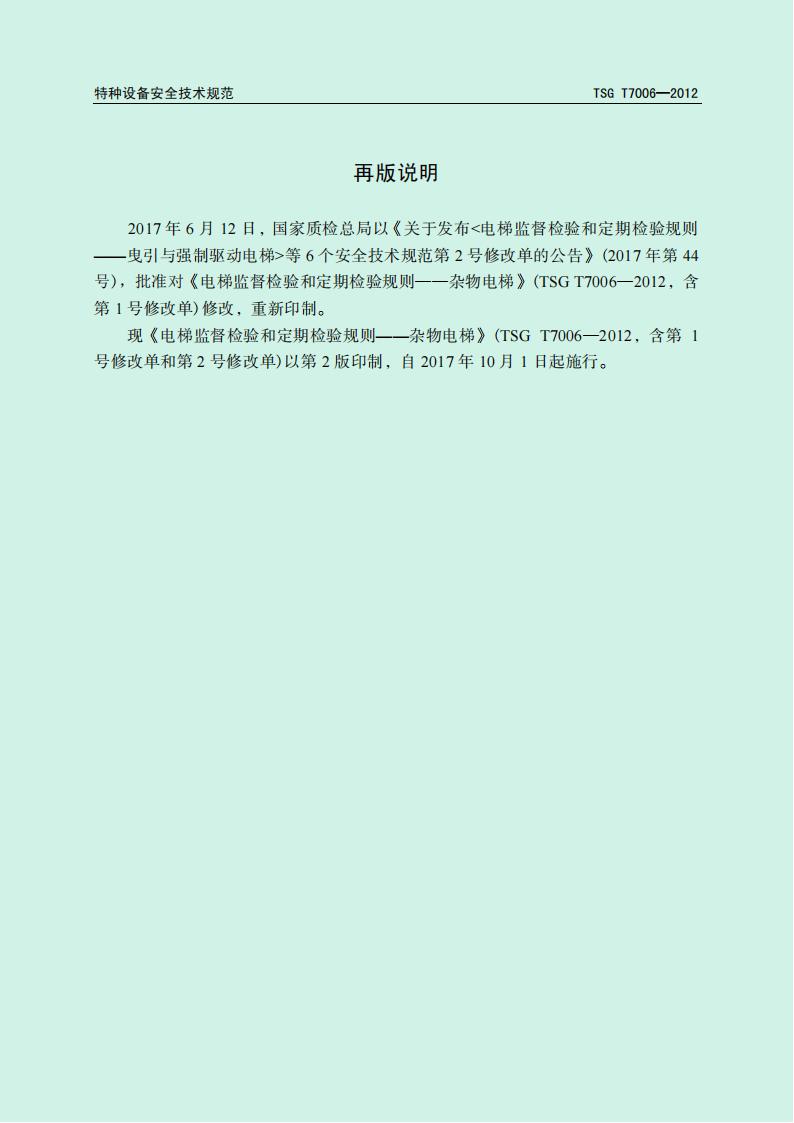 特种设备安全技术规范 TSG T7006—2012
再版说明
2017 年 6 月 12 日，国家质检总局以《关于发布<电梯监督检验和定期检验规则
——曳引与强制驱动电梯>等 6 个安全技术规范第 2 号修改单的公告》(2017 年第 44
号)，批准对《电梯监督检验和定期检验规则——杂物电梯》(TSG T7006—2012，含
第 1 号修改单)修改，重新印制。
现《电梯监督检验和定期检验规则——杂物电梯》(TSG T7006—2012，含第 1
号修改单和第 2 号修改单)以第 2 版印制，自 2017 年 10 月 1 日起施行。